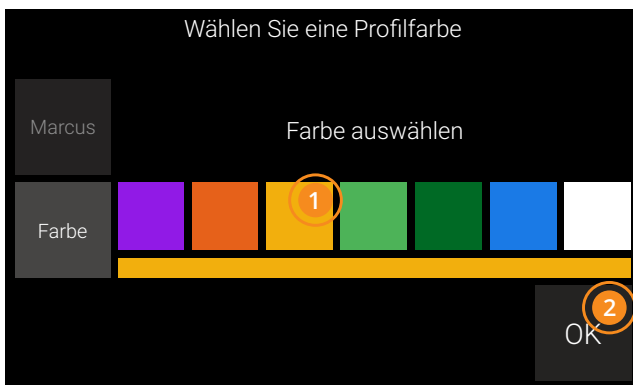 Wählen Sie eine Profilfarbe
Marcus
Farbe auswählen
1
Farbe
2
OK